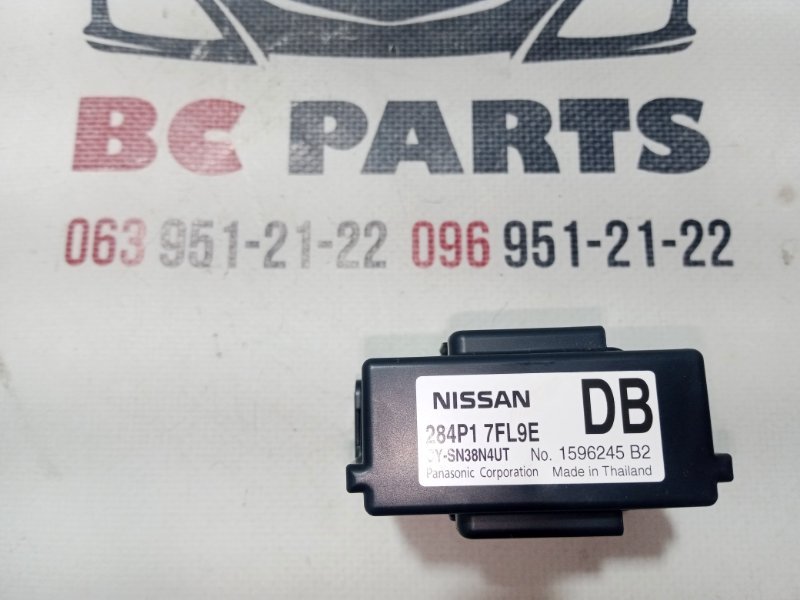 BC PARTS
063 951-21-22 096 951-21-22
NISSAN DB
284P1 7FL9E
CY-SN38N4UT No. 1596245 B2
Panasonic Corporation Made in Thailand